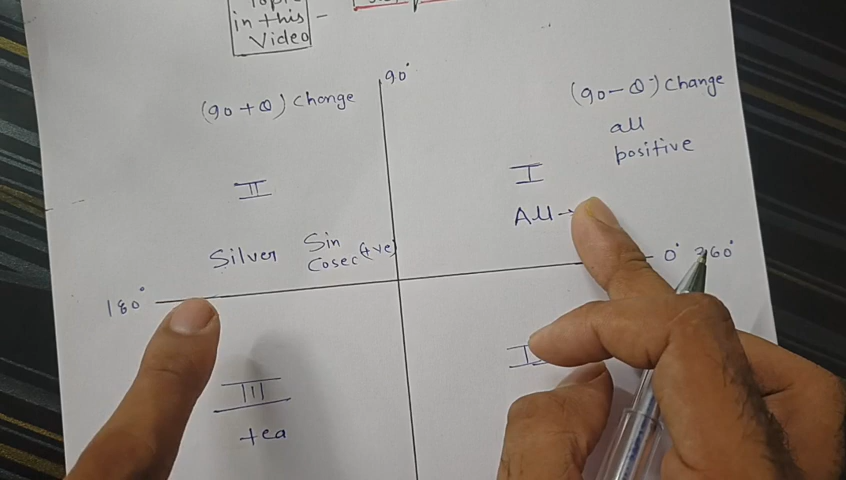 in this
Video
90°
(90+θ) Change
(90-θ) Change
all
positive
II
I
All→
Silver Sin
Cosec (+ve)
0° 360°
180°
III
tea